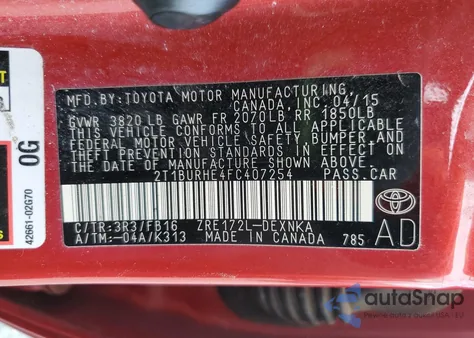 MFD.BY:TOYOTA MOTOR MANUFACTURING,
CANADA, INC. 04/15
GVWR 3820 LB GAWR FR 2070LB RR 1850LB
THIS VEHICLE CONFORMS TO ALL APPLICABLE
FEDERAL MOTOR VEHICLE SAFETY, BUMPER, AND
THEFT PREVENTION STANDARDS IN EFFECT ON
THE DATE OF MANUFACTURE SHOWN ABOVE.
2T1BURHE4FC407254 PASS.CAR
C/TR:3R3/FB16 ZRE172L-DEXNKA
A/TM:-04A/K313 MADE IN CANADA 785
AD
0G
42661-02G70
autoSnap